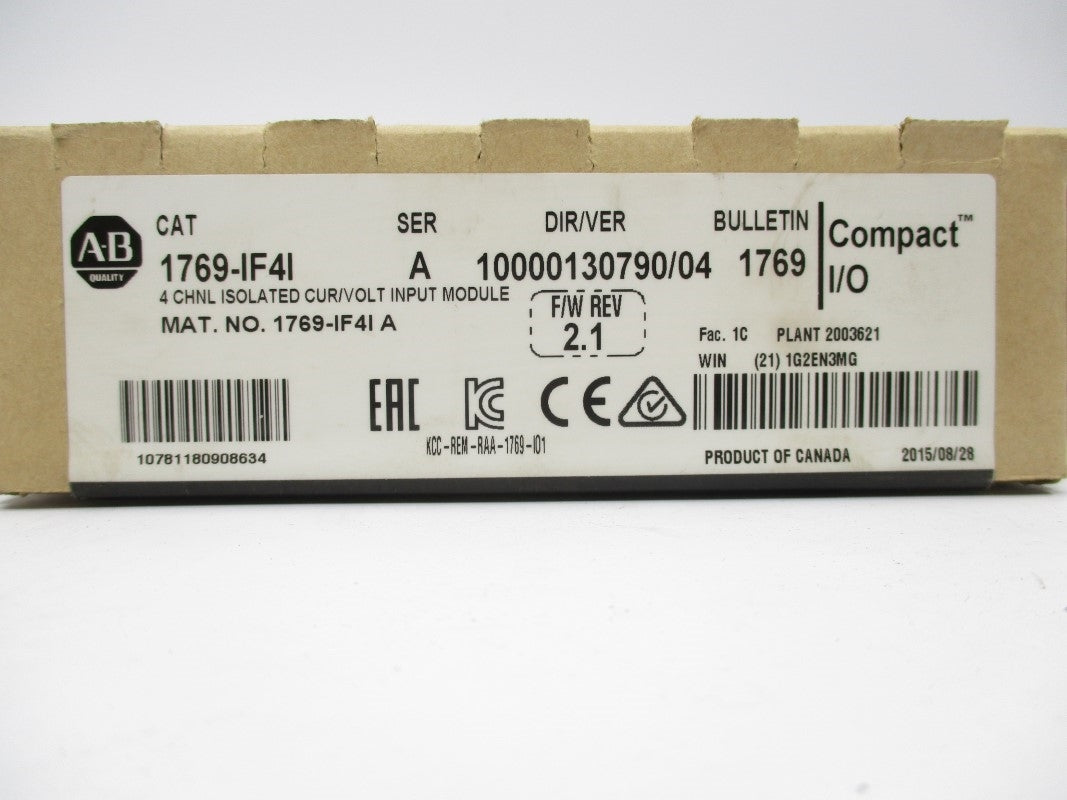 A-B
QUALITY
CAT SER DIR/VER BULLETIN
1769-IF4I A 10000130790/04 1769
Compact™
I/O
4 CHNL ISOLATED CUR/VOLT INPUT MODULE
MAT. NO. 1769-IF4I A
F/W REV
2.1
Fac. 1C PLANT 2003621
WIN (21) 1G2EN3MG
EAC KC CE
KCC-REM-RAA-1769-IO1
10781180908634
PRODUCT OF CANADA 2015/08/28